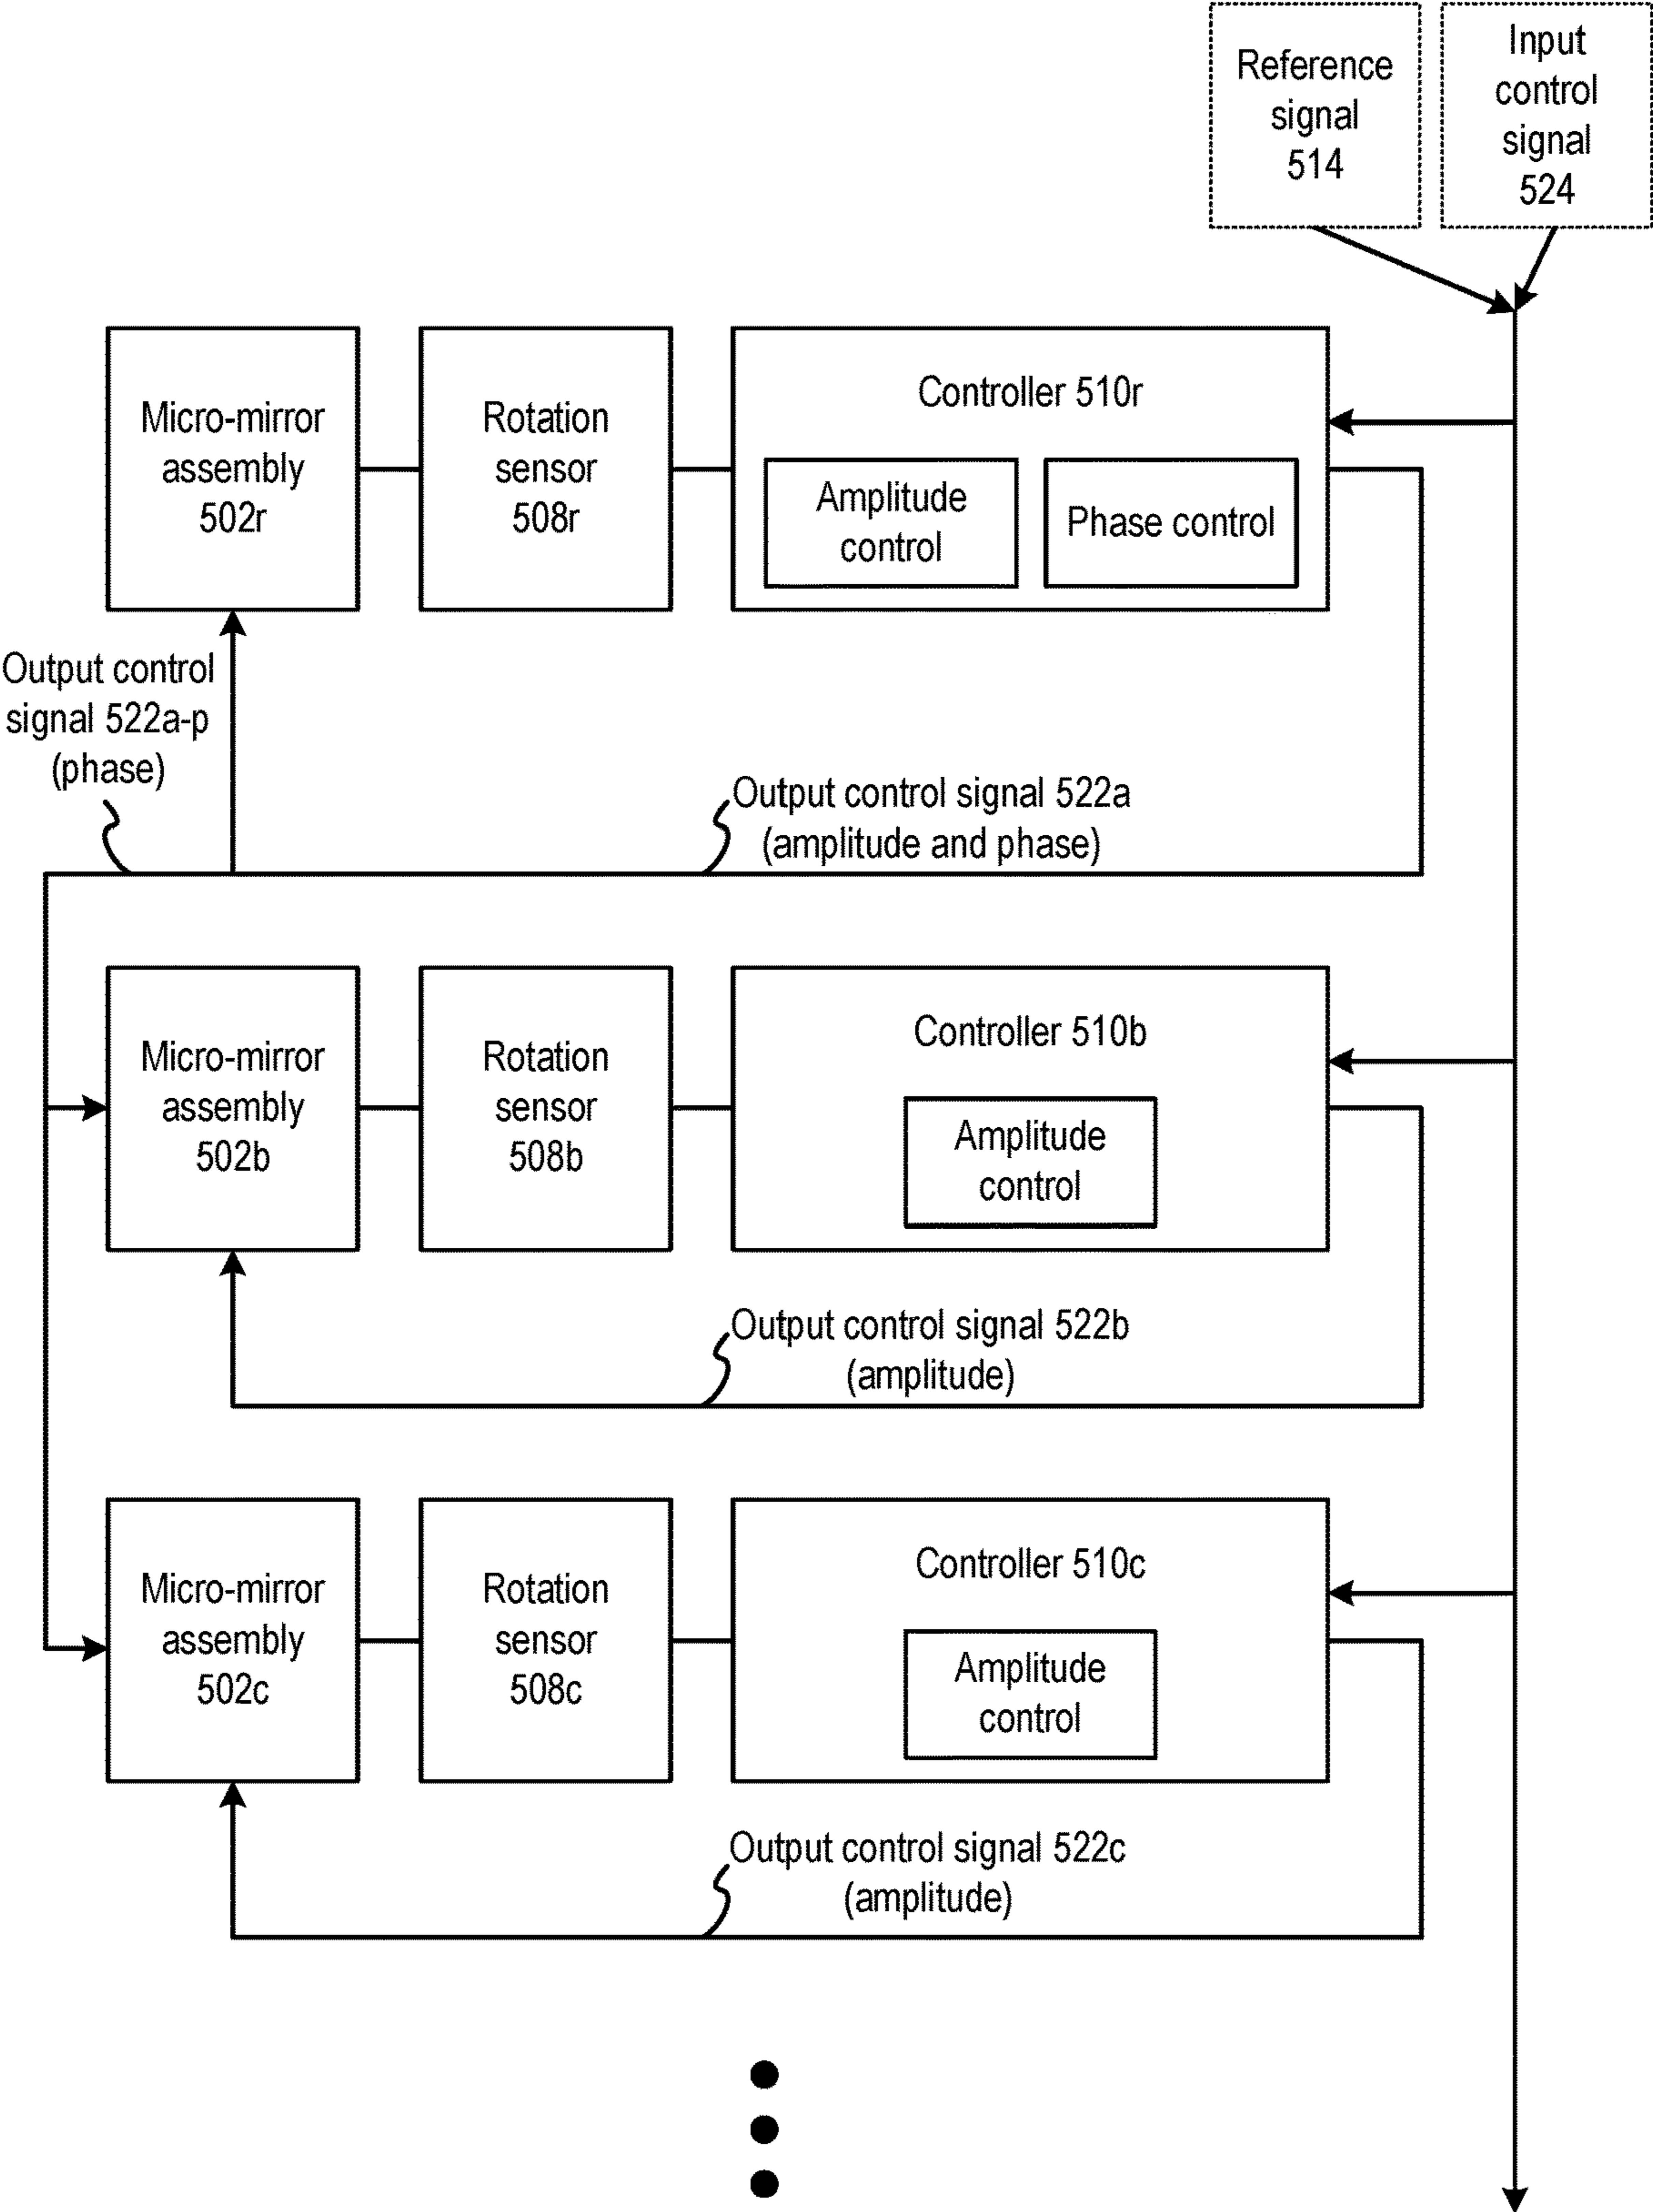 Reference
signal
514
Input
control
signal
524
Micro-mirror
assembly
502r
Rotation
sensor
508r
Controller 510r
Amplitude
control
Phase control
Output control
signal 522a-p
(phase)
Output control signal 522a
(amplitude and phase)
Micro-mirror
assembly
502b
Rotation
sensor
508b
Controller 510b
Amplitude
control
Output control signal 522b
(amplitude)
Micro-mirror
assembly
502c
Rotation
sensor
508c
Controller 510c
Amplitude
control
Output control signal 522c
(amplitude)